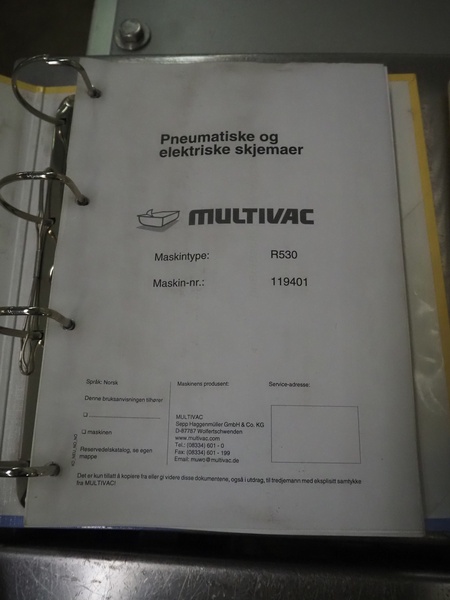 Pneumatiske og
elektriske skjemaer
MULTIVAC
Maskintype: R530
Maskin-nr.: 119401
Språk: Norsk
Denne bruksanvisningen tilhører:
maskinen
Reservedelskatalog, se egen
mappe
Maskinens produsent:
MULTIVAC
Sepp Haggenmüller GmbH & Co. KG
D-87787 Wolfertschwenden
www.multivac.com
Tel.: (08334) 601 - 0
Fax: (08334) 601 - 199
Email: muwo@multivac.de
Service-adresse:
Det er kun tillatt å kopiere fra eller gi videre disse dokumentene, også i utdrag, til tredjemann med eksplisitt samtykke
fra MULTIVAC!